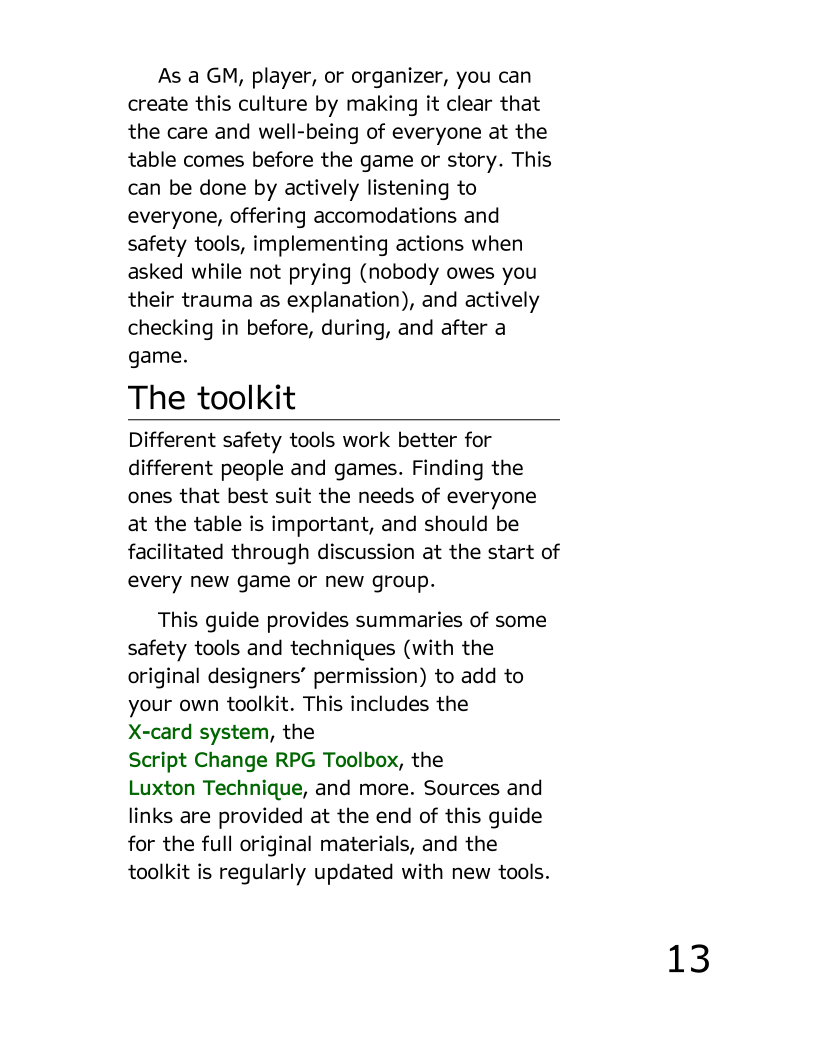 As a GM, player, or organizer, you can
create this culture by making it clear that
the care and well-being of everyone at the
table comes before the game or story. This
can be done by actively listening to
everyone, offering accomodations and
safety tools, implementing actions when
asked while not prying (nobody owes you
their trauma as explanation), and actively
checking in before, during, and after a
game.
The toolkit
Different safety tools work better for
different people and games. Finding the
ones that best suit the needs of everyone
at the table is important, and should be
facilitated through discussion at the start of
every new game or new group.
This guide provides summaries of some
safety tools and techniques (with the
original designers’ permission) to add to
your own toolkit. This includes the
X-card system, the
Script Change RPG Toolbox, the
Luxton Technique, and more. Sources and
links are provided at the end of this guide
for the full original materials, and the
toolkit is regularly updated with new tools.
13